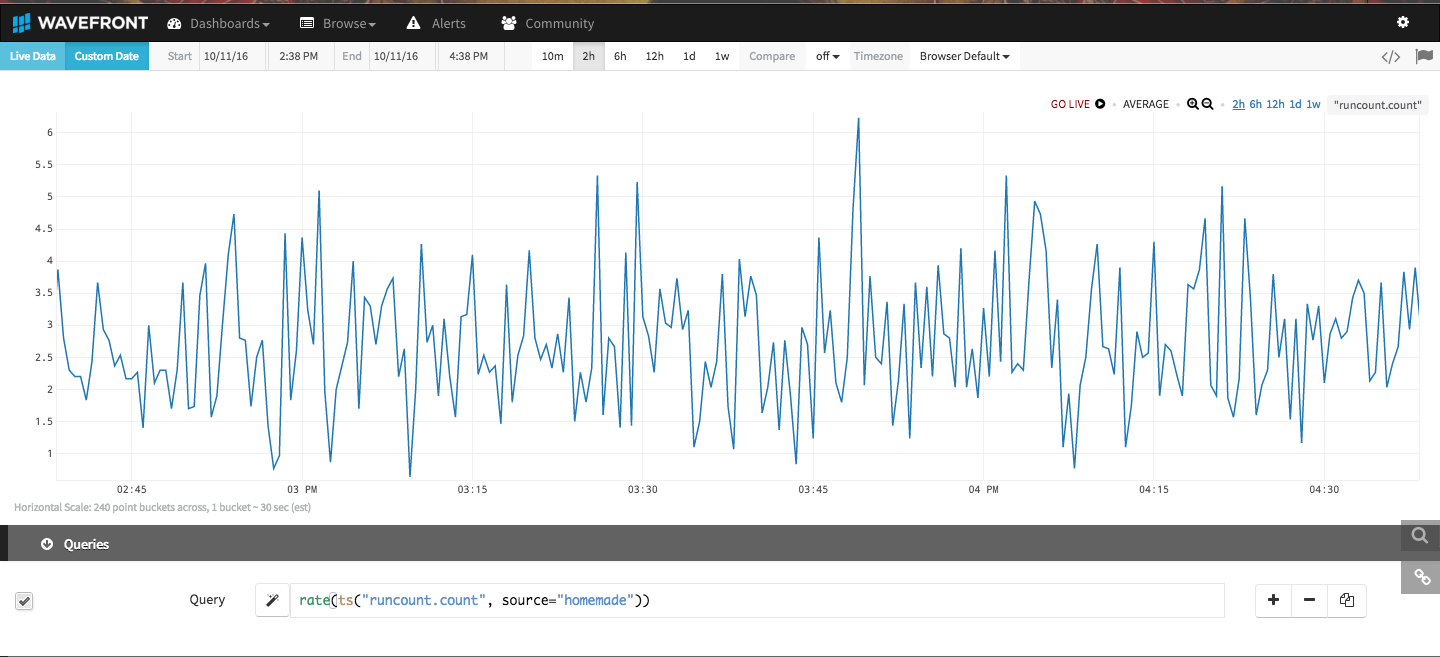 WAVEFRONT Dashboards Browse Alerts Community
Live Data Custom Date Start 10/11/16 2:38 PM End 10/11/16 4:38 PM 10m 2h 6h 12h 1d 1w Compare off Timezone Browser Default </>
GO LIVE AVERAGE 2h 6h 12h 1d 1w "runcount.count"
6
5.5
5
4.5
4
3.5
3
2.5
2
1.5
1
02:45 03 PM 03:15 03:30 03:45 04 PM 04:15 04:30
Horizontal Scale: 240 point buckets across, 1 bucket ~ 30 sec (est)
Queries
Query rate(ts("runcount.count", source="homemade"))